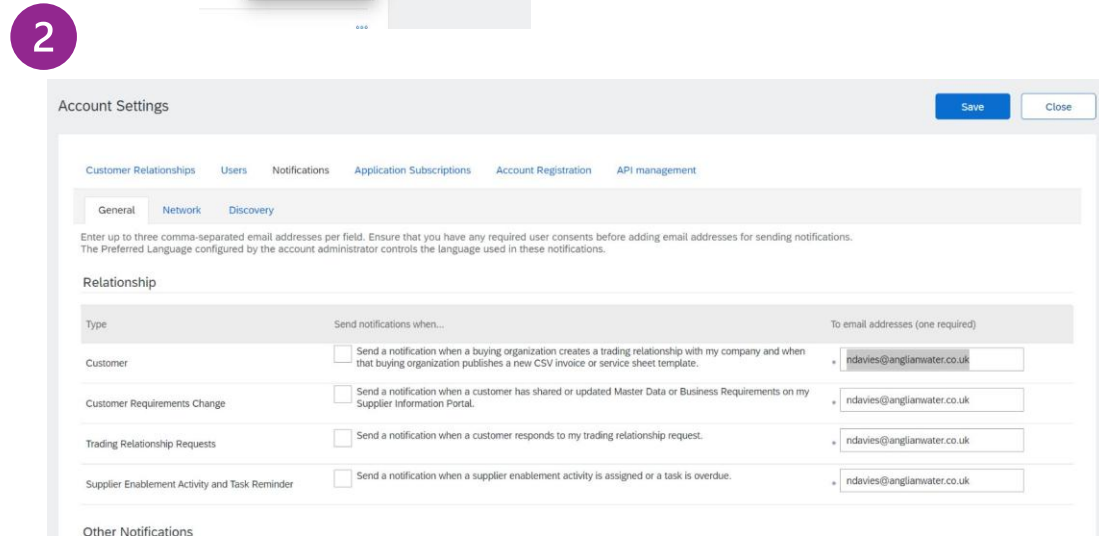 2
Account Settings
Save
Close
Customer Relationships
Users
Notifications
Application Subscriptions
Account Registration
API management
General
Network
Discovery
Enter up to three comma-separated email addresses per field. Ensure that you have any required user consents before adding email addresses for sending notifications.
The Preferred Language configured by the account administrator controls the language used in these notifications.
Relationship
Type
Send notifications when...
To email addresses (one required)
Customer
Send a notification when a buying organization creates a trading relationship with my company and when
that buying organization publishes a new CSV invoice or service sheet template.
* ndavies@anglianwater.co.uk
Customer Requirements Change
Send a notification when a customer has shared or updated Master Data or Business Requirements on my
Supplier Information Portal.
* ndavies@anglianwater.co.uk
Trading Relationship Requests
Send a notification when a customer responds to my trading relationship request.
* ndavies@anglianwater.co.uk
Supplier Enablement Activity and Task Reminder
Send a notification when a supplier enablement activity is assigned or a task is overdue.
* ndavies@anglianwater.co.uk
Other Notifications